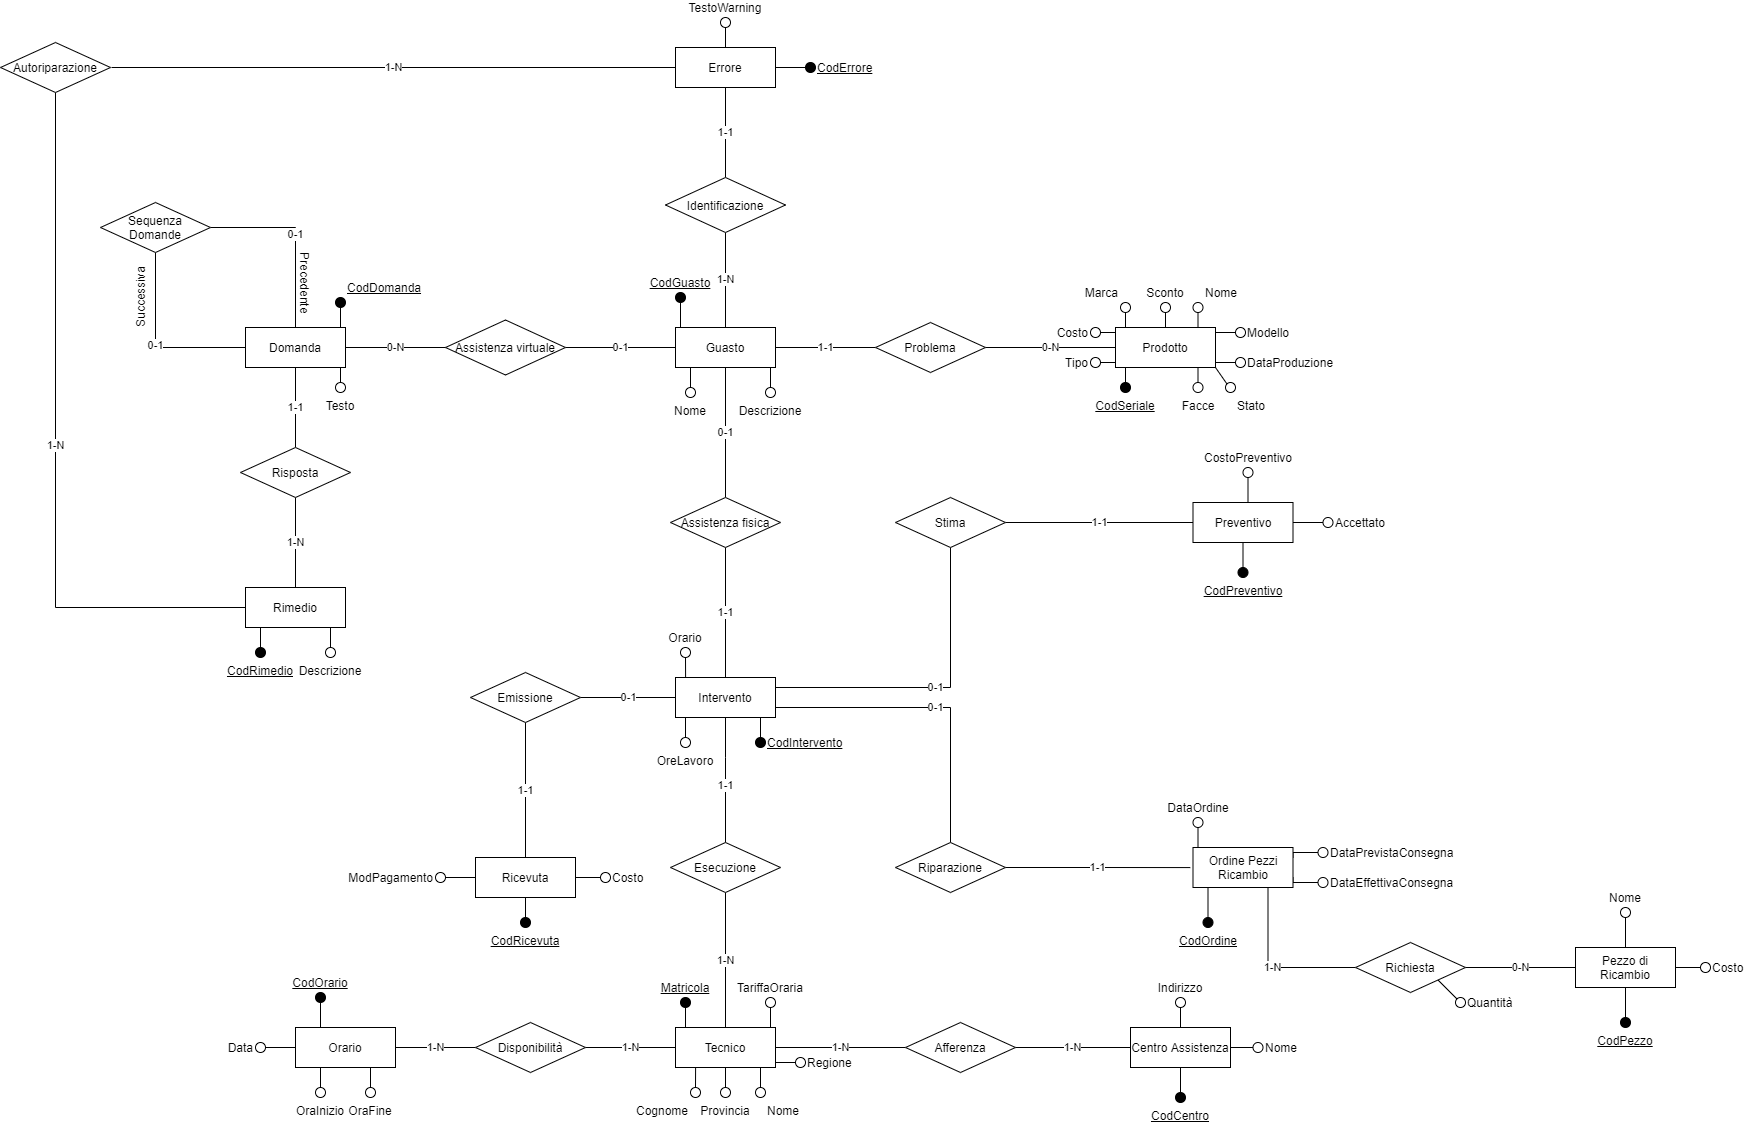 TestoWarning
Autoriparazione
1-N
Errore
CodErrore
1-1
Identificazione
Sequenza
Domande
0-1
Precedente
Successiva
CodDomanda
CodGuasto
1-N
Marca
Sconto
Nome
Costo
Modello
0-1
Domanda
0-N
Assistenza virtuale
0-1
Guasto
1-1
Problema
0-N
Prodotto
Tipo
DataProduzione
Testo
Nome
Descrizione
CodSeriale
Facce
Stato
1-1
0-1
1-N
CostoPreventivo
Risposta
Assistenza fisica
Stima
1-1
Preventivo
Accettato
1-N
CodPreventivo
Rimedio
1-1
Orario
CodRimedio
Descrizione
Emissione
0-1
Intervento
0-1
0-1
OreLavoro
CodIntervento
1-1
1-1
DataOrdine
Esecuzione
Riparazione
1-1
Ordine Pezzi
Ricambio
DataPrevistaConsegna
DataEffettivaConsegna
ModPagamento
Ricevuta
Costo
CodRicevuta
CodOrdine
Nome
1-N
1-N
Richiesta
0-N
Pezzo di
Ricambio
Costo
Quantità
CodPezzo
CodOrario
Matricola
TariffaOraria
Indirizzo
Data
Orario
1-N
Disponibilità
1-N
Tecnico
1-N
Afferenza
1-N
Centro Assistenza
Nome
Regione
OraInizio
OraFine
Cognome
Provincia
Nome
CodCentro